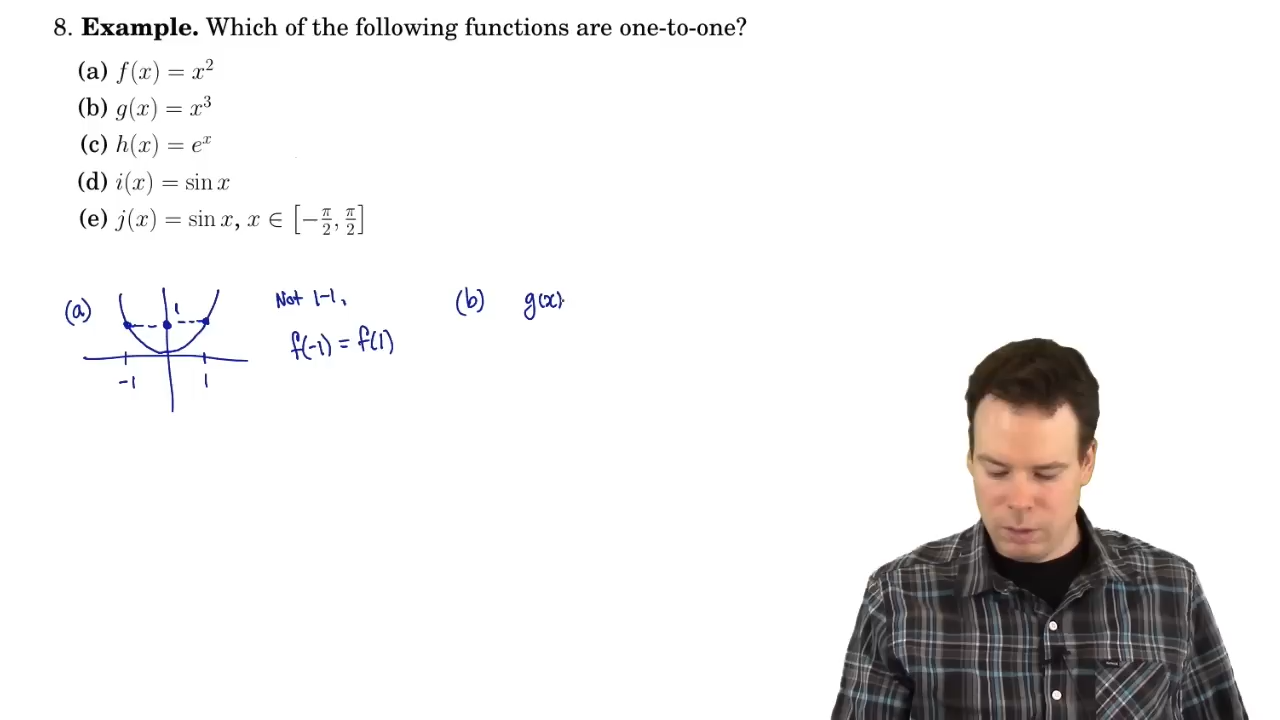 8. Example. Which of the following functions are one-to-one?
(a) f(x) = x²
(b) g(x) = x³
(c) h(x) = eˣ
(d) i(x) = sin x
(e) j(x) = sin x, x ∈ [−π/2, π/2]
(a) 1 Not 1-1, (b) g(x)
f(-1) = f(1)
-1 1